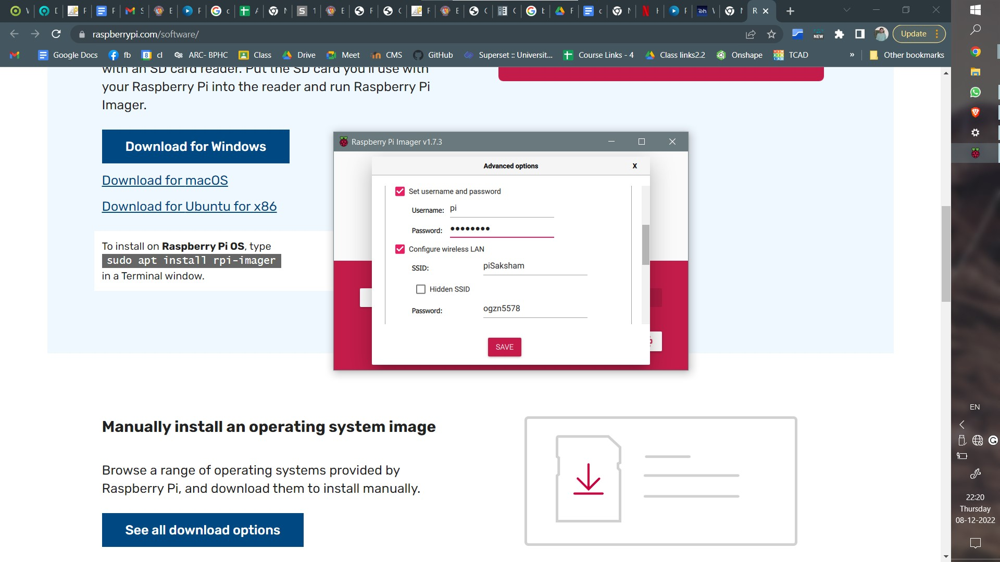 raspberrypi.com/software/
Update
Google Docs
fb
cl
ARC- BPHC
Class
Drive
Meet
CMS
GitHub
Superset :: Universit...
Course Links - 4
Class links2.2
Onshape
TCAD
»
Other bookmarks
with an SD card reader. Put the SD card you'll use with
your Raspberry Pi into the reader and run Raspberry Pi
Imager.
Download for Windows
Download for macOS
Download for Ubuntu for x86
To install on Raspberry Pi OS, type
sudo apt install rpi-imager
in a Terminal window.
Raspberry Pi Imager v1.7.3
Advanced options
X
Set username and password
Username: pi
Password: ••••••••
Configure wireless LAN
SSID: piSaksham
Hidden SSID
Password: ogzn5578
SAVE
Manually install an operating system image
Browse a range of operating systems provided by
Raspberry Pi, and download them to install manually.
See all download options
NEW
EN
22:20
Thursday
08-12-2022